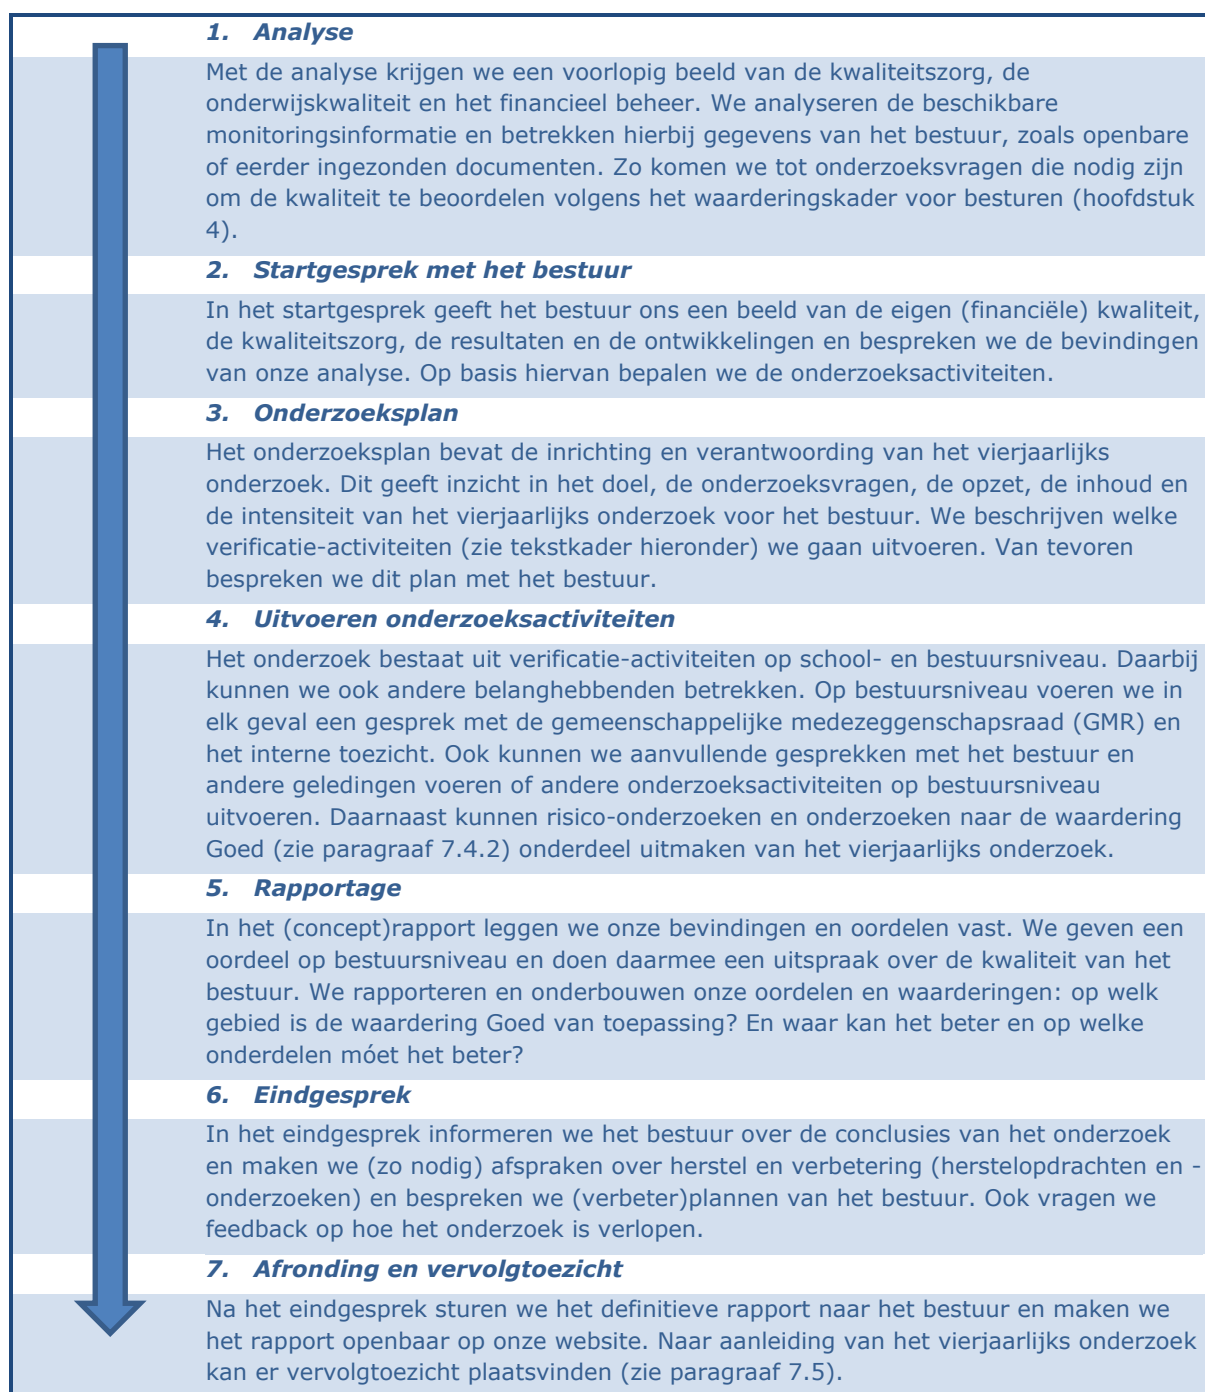 1. Analyse
Met de analyse krijgen we een voorlopig beeld van de kwaliteitszorg, de
onderwijskwaliteit en het financieel beheer. We analyseren de beschikbare
monitoringsinformatie en betrekken hierbij gegevens van het bestuur, zoals openbare
of eerder ingezonden documenten. Zo komen we tot onderzoeksvragen die nodig zijn
om de kwaliteit te beoordelen volgens het waarderingskader voor besturen (hoofdstuk
4).
2. Startgesprek met het bestuur
In het startgesprek geeft het bestuur ons een beeld van de eigen (financiële) kwaliteit,
de kwaliteitszorg, de resultaten en de ontwikkelingen en bespreken we de bevindingen
van onze analyse. Op basis hiervan bepalen we de onderzoeksactiviteiten.
3. Onderzoeksplan
Het onderzoeksplan bevat de inrichting en verantwoording van het vierjaarlijks
onderzoek. Dit geeft inzicht in het doel, de onderzoeksvragen, de opzet, de inhoud en
de intensiteit van het vierjaarlijks onderzoek voor het bestuur. We beschrijven welke
verificatie-activiteiten (zie tekstkader hieronder) we gaan uitvoeren. Van tevoren
bespreken we dit plan met het bestuur.
4. Uitvoeren onderzoeksactiviteiten
Het onderzoek bestaat uit verificatie-activiteiten op school- en bestuursniveau. Daarbij
kunnen we ook andere belanghebbenden betrekken. Op bestuursniveau voeren we in
elk geval een gesprek met de gemeenschappelijke medezeggenschapsraad (GMR) en
het interne toezicht. Ook kunnen we aanvullende gesprekken met het bestuur en
andere geledingen voeren of andere onderzoeksactiviteiten op bestuursniveau
uitvoeren. Daarnaast kunnen risico-onderzoeken en onderzoeken naar de waardering
Goed (zie paragraaf 7.4.2) onderdeel uitmaken van het vierjaarlijks onderzoek.
5. Rapportage
In het (concept)rapport leggen we onze bevindingen en oordelen vast. We geven een
oordeel op bestuursniveau en doen daarmee een uitspraak over de kwaliteit van het
bestuur. We rapporteren en onderbouwen onze oordelen en waarderingen: op welk
gebied is de waardering Goed van toepassing? En waar kan het beter en op welke
onderdelen móet het beter?
6. Eindgesprek
In het eindgesprek informeren we het bestuur over de conclusies van het onderzoek
en maken we (zo nodig) afspraken over herstel en verbetering (herstelopdrachten en -
onderzoeken) en bespreken we (verbeter)plannen van het bestuur. Ook vragen we
feedback op hoe het onderzoek is verlopen.
7. Afronding en vervolgtoezicht
Na het eindgesprek sturen we het definitieve rapport naar het bestuur en maken we
het rapport openbaar op onze website. Naar aanleiding van het vierjaarlijks onderzoek
kan er vervolgtoezicht plaatsvinden (zie paragraaf 7.5).